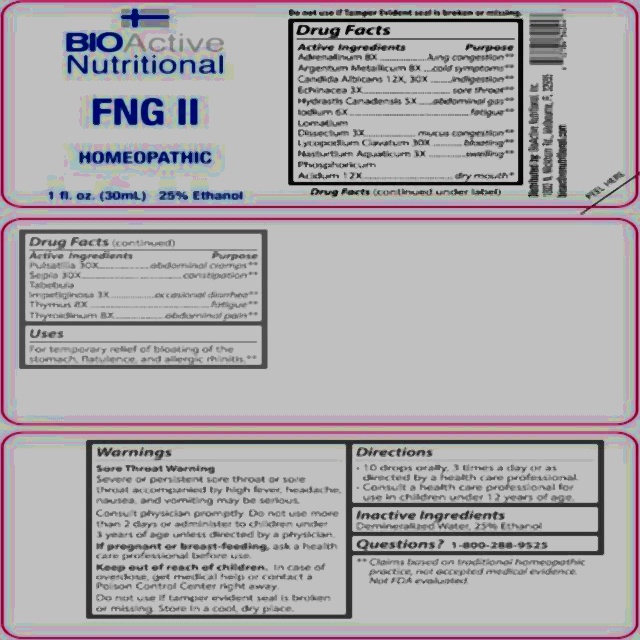 BIOActive
Nutritional
FNG II
HOMEOPATHIC
1 fl. oz. (30mL) 25% Ethanol
Do not use if Tamper Evident seal is broken or missing.
Drug Facts
Active Ingredients Purpose
Adrenalinum 8X lung congestion**
Argentum Metallicum 8X cold symptoms**
Candida Albicans 12X, 30X indigestion**
Echinacea 3X sore throat**
Hydrastis Canadensis 5X abdominal gas**
Iodium 6X fatigue**
Lomatium
Dissectum 3X mucus congestion**
Lycopodium Clavatum 30X bloating**
Nasturtium Aquaticum 3X swelling**
Phosphoricum
Acidum 12X dry mouth*
Drug Facts (continued under label)
Distributed by: BioActive Nutritional, Inc.
Melbourne, FL
bioactivenutritional.com
PEEL HERE
Drug Facts (continued)
Active Ingredients Purpose
Pulsatilla 30X abdominal cramps**
Sepia 30X constipation**
Tabebuia
Impetiginosa 3X occasional diarrhea**
Thymus 8X fatigue**
Thyroidinum 8X abdominal pain**
Uses
For temporary relief of bloating of the
stomach, flatulence, and allergic rhinitis.**
Warnings
Sore Throat Warning
Severe or persistent sore throat or sore
throat accompanied by high fever, headache,
nausea, and vomiting may be serious.
Consult physician promptly. Do not use more
than 2 days or administer to children under
3 years of age unless directed by a physician.
If pregnant or breast-feeding, ask a health
care professional before use.
Keep out of reach of children. In case of
overdose, get medical help or contact a
Poison Control Center right away.
Do not use if tamper evident seal is broken
or missing. Store in a cool, dry place.
Directions
• 10 drops orally, 3 times a day or as
directed by a health care professional.
• Consult a health care professional for
use in children under 12 years of age.
Inactive Ingredients
Demineralized Water, 25% Ethanol
Questions? 1-800-288-9525
** Claims based on traditional homeopathic
practice, not accepted medical evidence.
Not FDA evaluated.